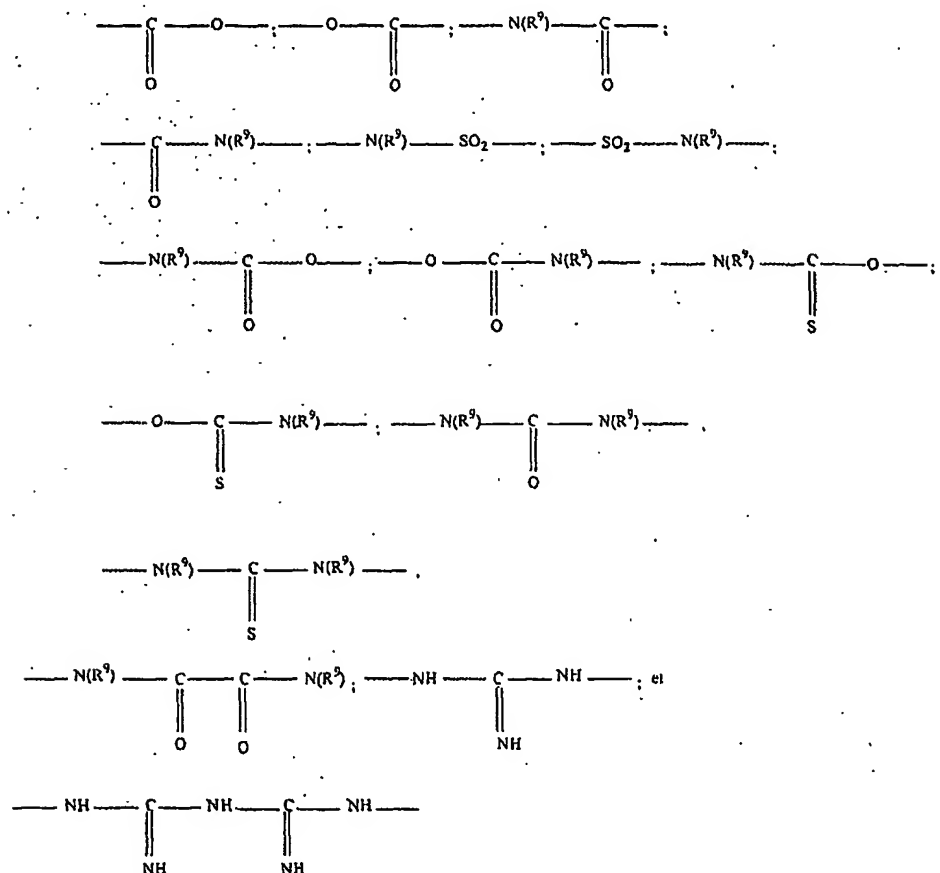 —C—O—; —O—C—; —N(R⁹)—C—;
O O O
—C—N(R⁹)—; —N(R⁹)—SO₂—; —SO₂—N(R⁹)—;
O
—N(R⁹)—C—O—; —O—C—N(R⁹)—; —N(R⁹)—C—O—;
O O S
—O—C—N(R⁹)—; —N(R⁹)—C—N(R⁹)—,
S O
—N(R⁹)—C—N(R⁹)—,
S
—N(R⁹)—C—C—N(R⁹); —NH—C—NH—; et
O O NH
—NH—C—NH—C—NH—
NH NH